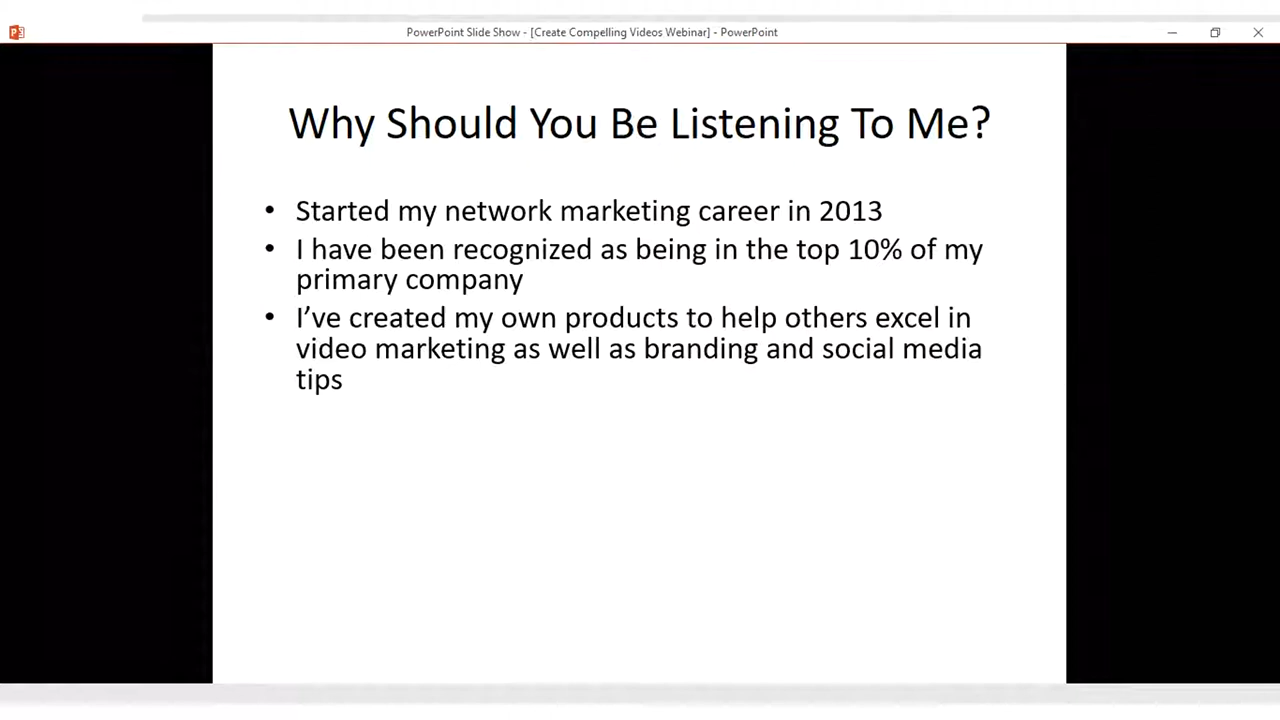 PowerPoint Slide Show - [Create Compelling Videos Webinar] - PowerPoint
Why Should You Be Listening To Me?
• Started my network marketing career in 2013
• I have been recognized as being in the top 10% of my
primary company
• I’ve created my own products to help others excel in
video marketing as well as branding and social media
tips